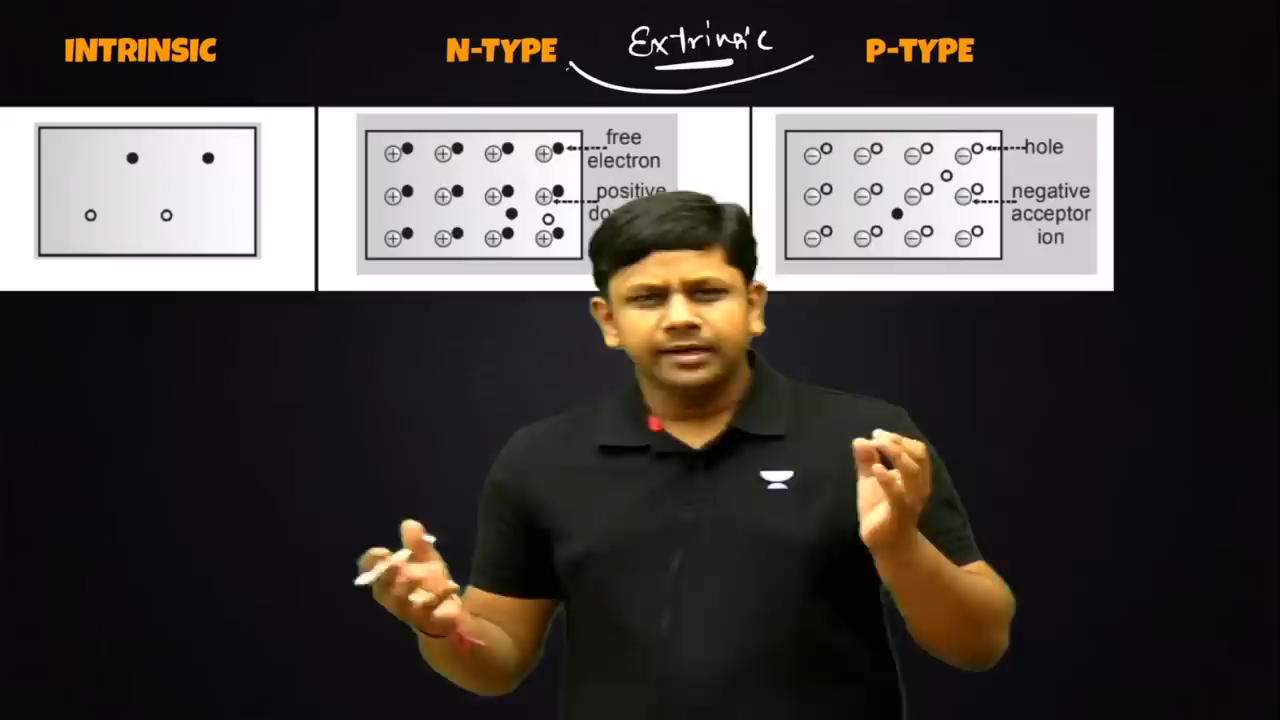 INTRINSIC
N-TYPE
Extrinsic
P-TYPE
free
electron
positive
hole
negative
acceptor
ion